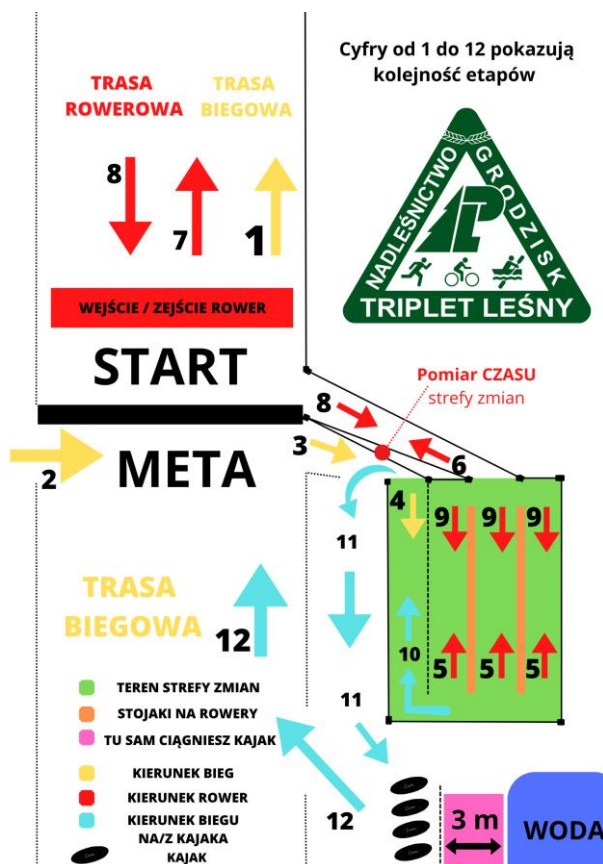 Cyfry od 1 do 12 pokazują
kolejność etapów
TRASA
ROWEROWA
TRASA
BIEGOWA
8
7
1
NADLEŚNICTWO
GRODZISK
LP
TRIPLET LEŚNY
WEJŚCIE / ZEJŚCIE ROWER
START
Pomiar CZASU
strefy zmian
8
3
6
2
META
4
9
9
9
11
TRASA
BIEGOWA
12
10
5
5
5
11
TEREN STREFY ZMIAN
STOJAKI NA ROWERY
TU SAM CIĄGNIESZ KAJAK
KIERUNEK BIEG
KIERUNEK ROWER
KIERUNEK BIEGU
NA/Z KAJAKA
KAJAK
12
3 m
WODA